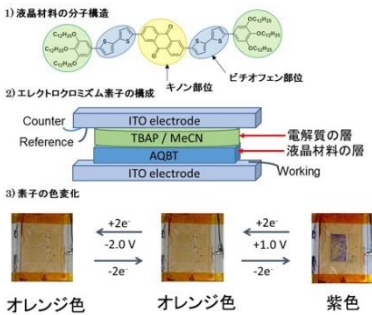 1)液晶材料の分子構造
C₁₂H₂₅O OC₁₂H₂₅
C₁₂H₂₅O OC₁₂H₂₅
C₁₂H₂₅O OC₁₂H₂₅
S S O O S S
キノン部位 ビチオフェン部位
2)エレクトロクロミズム素子の構成
Counter ITO electrode
Reference TBAP / MeCN 電解質の層
AQBT 液晶材料の層
ITO electrode Working
3)素子の色変化
+2e⁻ +2e⁻
-2.0 V +1.0 V
-2e⁻ -2e⁻
オレンジ色 オレンジ色 紫色